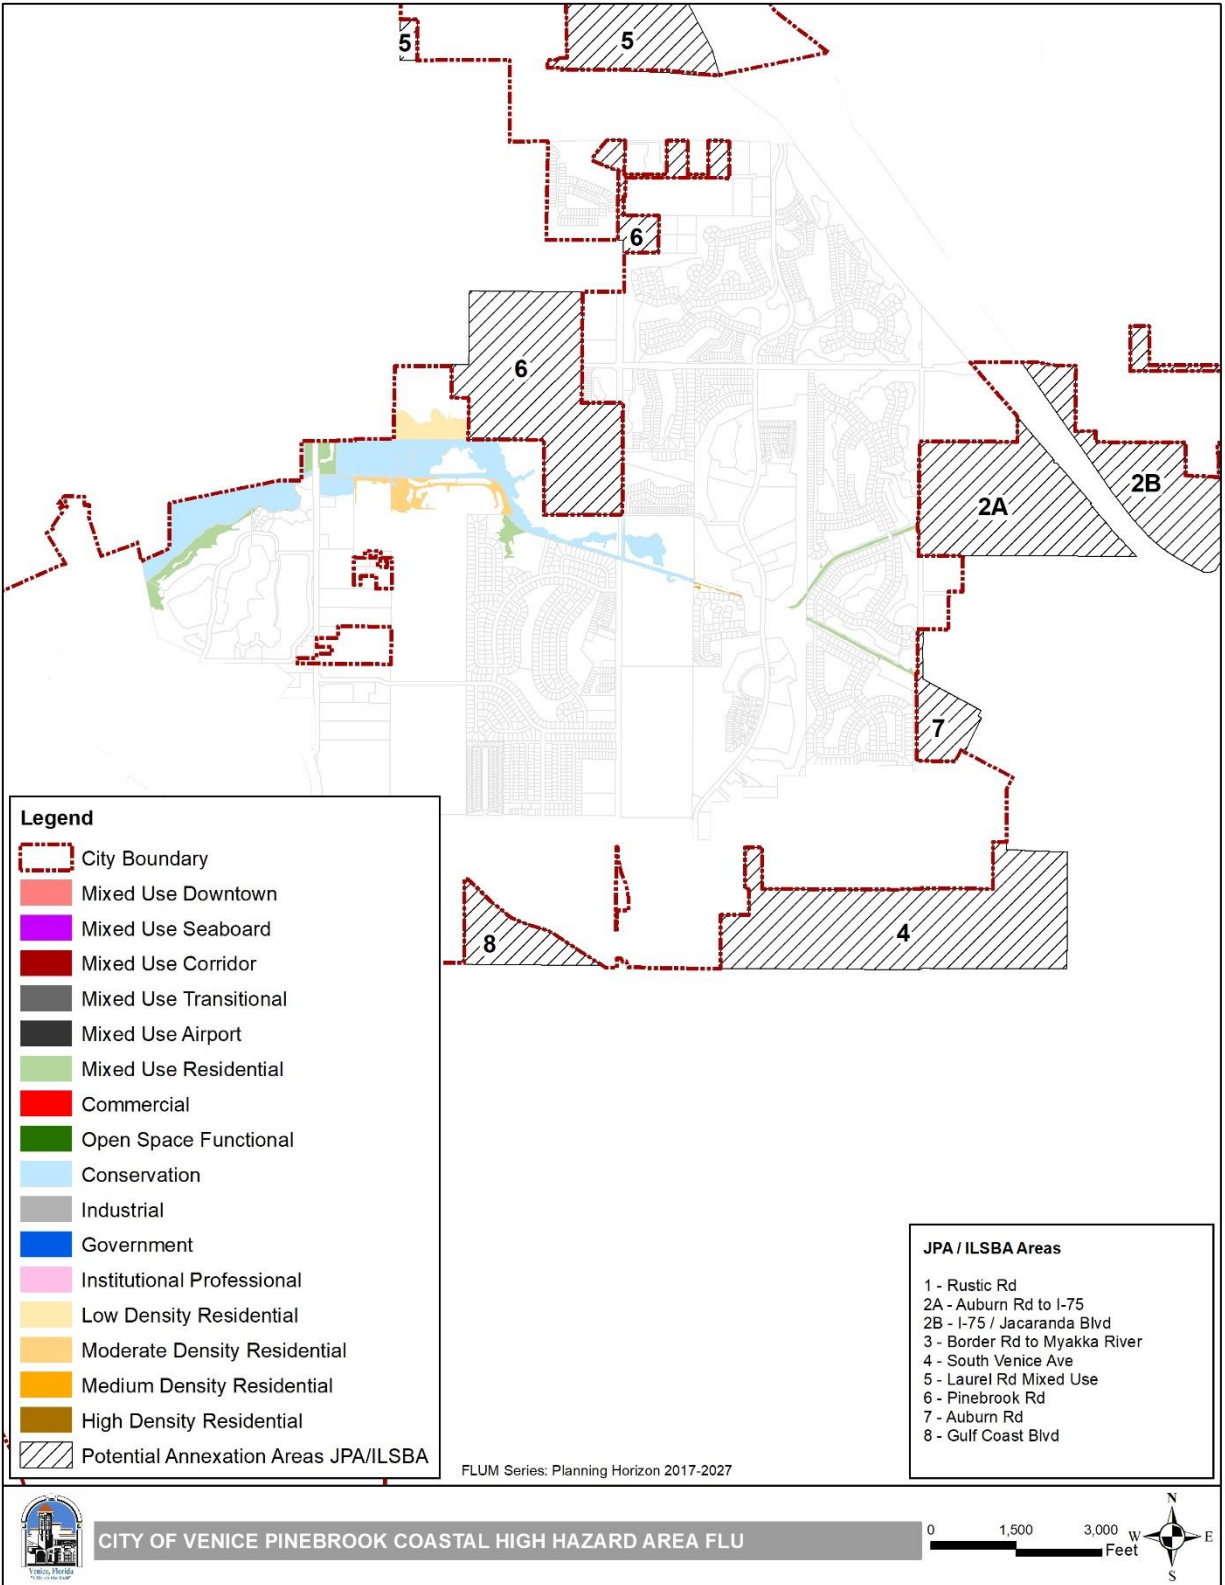 5
5
6
6
2A
2B
7
4
8
Legend
City Boundary
Mixed Use Downtown
Mixed Use Seaboard
Mixed Use Corridor
Mixed Use Transitional
Mixed Use Airport
Mixed Use Residential
Commercial
Open Space Functional
Conservation
Industrial
Government
Institutional Professional
Low Density Residential
Moderate Density Residential
Medium Density Residential
High Density Residential
Potential Annexation Areas JPA/ILSBA
JPA / ILSBA Areas
1 - Rustic Rd
2A - Auburn Rd to I-75
2B - I-75 / Jacaranda Blvd
3 - Border Rd to Myakka River
4 - South Venice Ave
5 - Laurel Rd Mixed Use
6 - Pinebrook Rd
7 - Auburn Rd
8 - Gulf Coast Blvd
FLUM Series: Planning Horizon 2017-2027
Venice, Florida
CITY OF VENICE PINEBROOK COASTAL HIGH HAZARD AREA FLU
0 1,500 3,000
Feet
N
W E
S